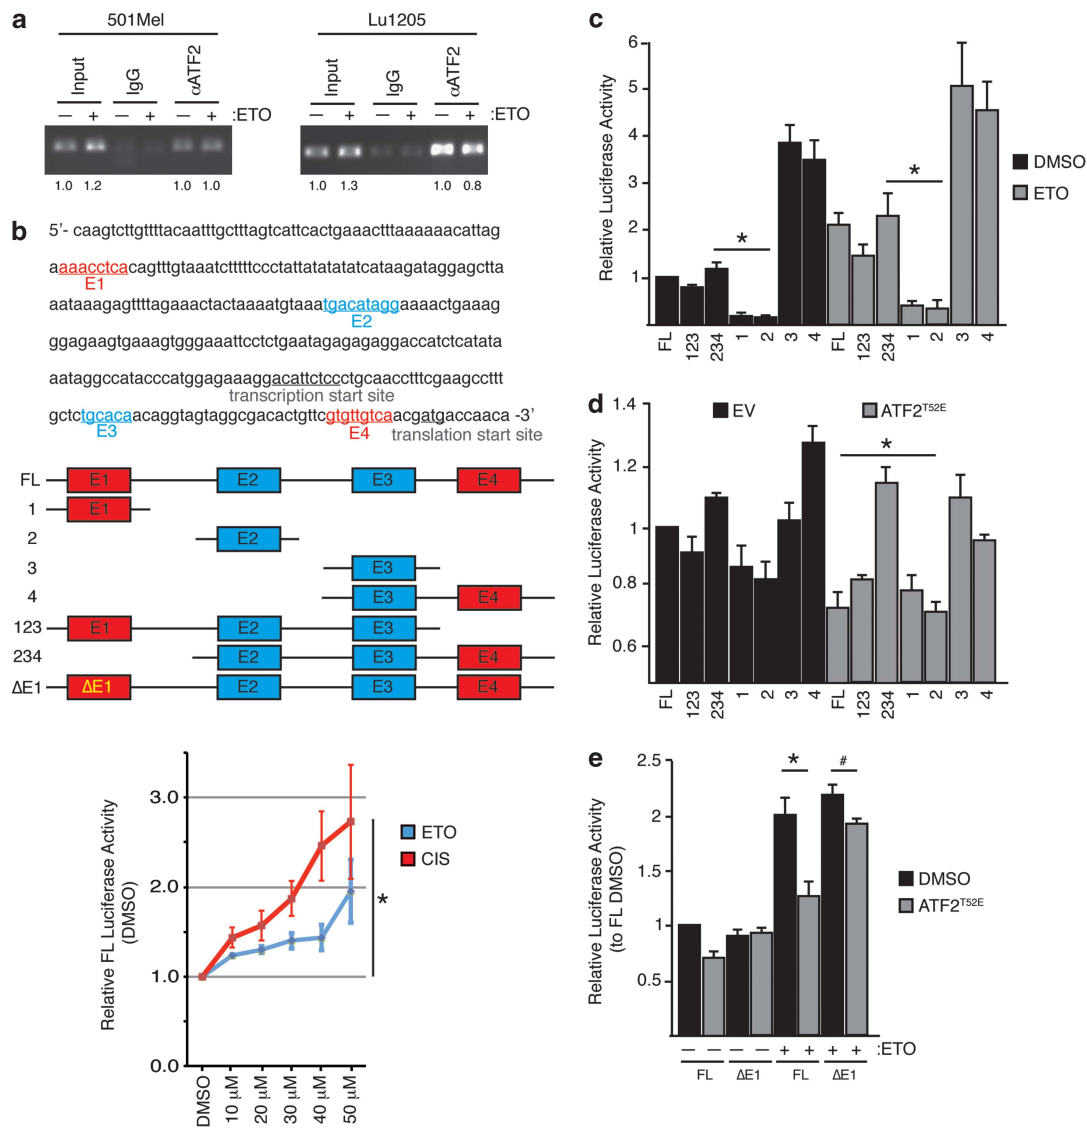 a
501Mel
Lu1205
Input IgG αATF2
Input IgG αATF2
— + — + — + :ETO
— + — + — + :ETO
1.0 1.2 1.0 1.0
1.0 1.3 1.0 0.8
b
5'- caagtcttgttttacaatttgctttagtcattcactgaaactttaaaaaacattag
aaaacctcacagtttgtaaatctttttccctattatatatatcataagataggagctta
E1
aataaagagttttagaaactactaaaatgtaaatgacataggaaaactgaaag
E2
ggagaagtgaaagtgggaaattcctctgaatagagagaggaccatctcatata
aataggccatacccatggagaaaggacattctccctgcaacctttcgaagccttt
transcription start site
gctctgcacaacaggtagtaggcgacactgttcgtgttgtcaacgatgaccaaca -3'
E3 E4
translation start site
FL E1 E2 E3 E4
1 E1
2 E2
3 E3
4 E3 E4
123 E1 E2 E3
234 E2 E3 E4
ΔE1 ΔE1 E2 E3 E4
Relative FL Luciferase Activity
(DMSO)
3.0
2.0
1.0
0.0
ETO
CIS
*
DMSO 10 μM 20 μM 30 μM 40 μM 50 μM
c
Relative Luciferase Activity
6
5
4
3
2
1
*
*
DMSO
ETO
FL 123 234 1 2 3 4 FL 123 234 1 2 3 4
d
Relative Luciferase Activity
1.4
1.2
1
0.8
0.6
EV
ATF2T52E
*
FL 123 234 1 2 3 4 FL 123 234 1 2 3 4
e
Relative Luciferase Activity
(to FL DMSO)
2.5
2
1.5
1
0.5
*
#
DMSO
ATF2T52E
— — — — + + + + :ETO
FL ΔE1 FL ΔE1